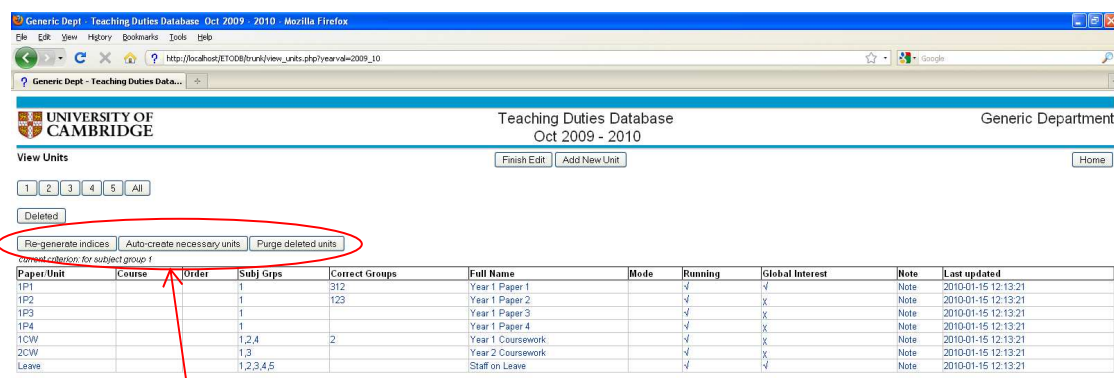 Generic Dept - Teaching Duties Database Oct 2009 - 2010 - Mozilla Firefox
File Edit View History Bookmarks Tools Help
http://localhost/ETODB/trunk/view_units.php?yearval=2009_10
Google
Generic Dept - Teaching Duties Data...
UNIVERSITY OF
CAMBRIDGE
Teaching Duties Database
Oct 2009 - 2010
Generic Department
View Units
Finish Edit Add New Unit
Home
1 2 3 4 5 All
Deleted
Re-generate indices Auto-create necessary units Purge deleted units
current criterion: for subject group 1
Paper/Unit Course Order Subj Grps Correct Groups Full Name Mode Running Global Interest Note Last updated
1P1 1 312 Year 1 Paper 1 √ √ Note 2010-01-15 12:13:21
1P2 1 123 Year 1 Paper 2 √ χ Note 2010-01-15 12:13:21
1P3 1 Year 1 Paper 3 √ χ Note 2010-01-15 12:13:21
1P4 1 Year 1 Paper 4 √ χ Note 2010-01-15 12:13:21
1CW 1,2,4 2 Year 1 Coursework √ χ Note 2010-01-15 12:13:21
2CW 1,3 Year 2 Coursework √ χ Note 2010-01-15 12:13:21
Leave 1,2,3,4,5 Staff on Leave √ √ Note 2010-01-15 12:13:21